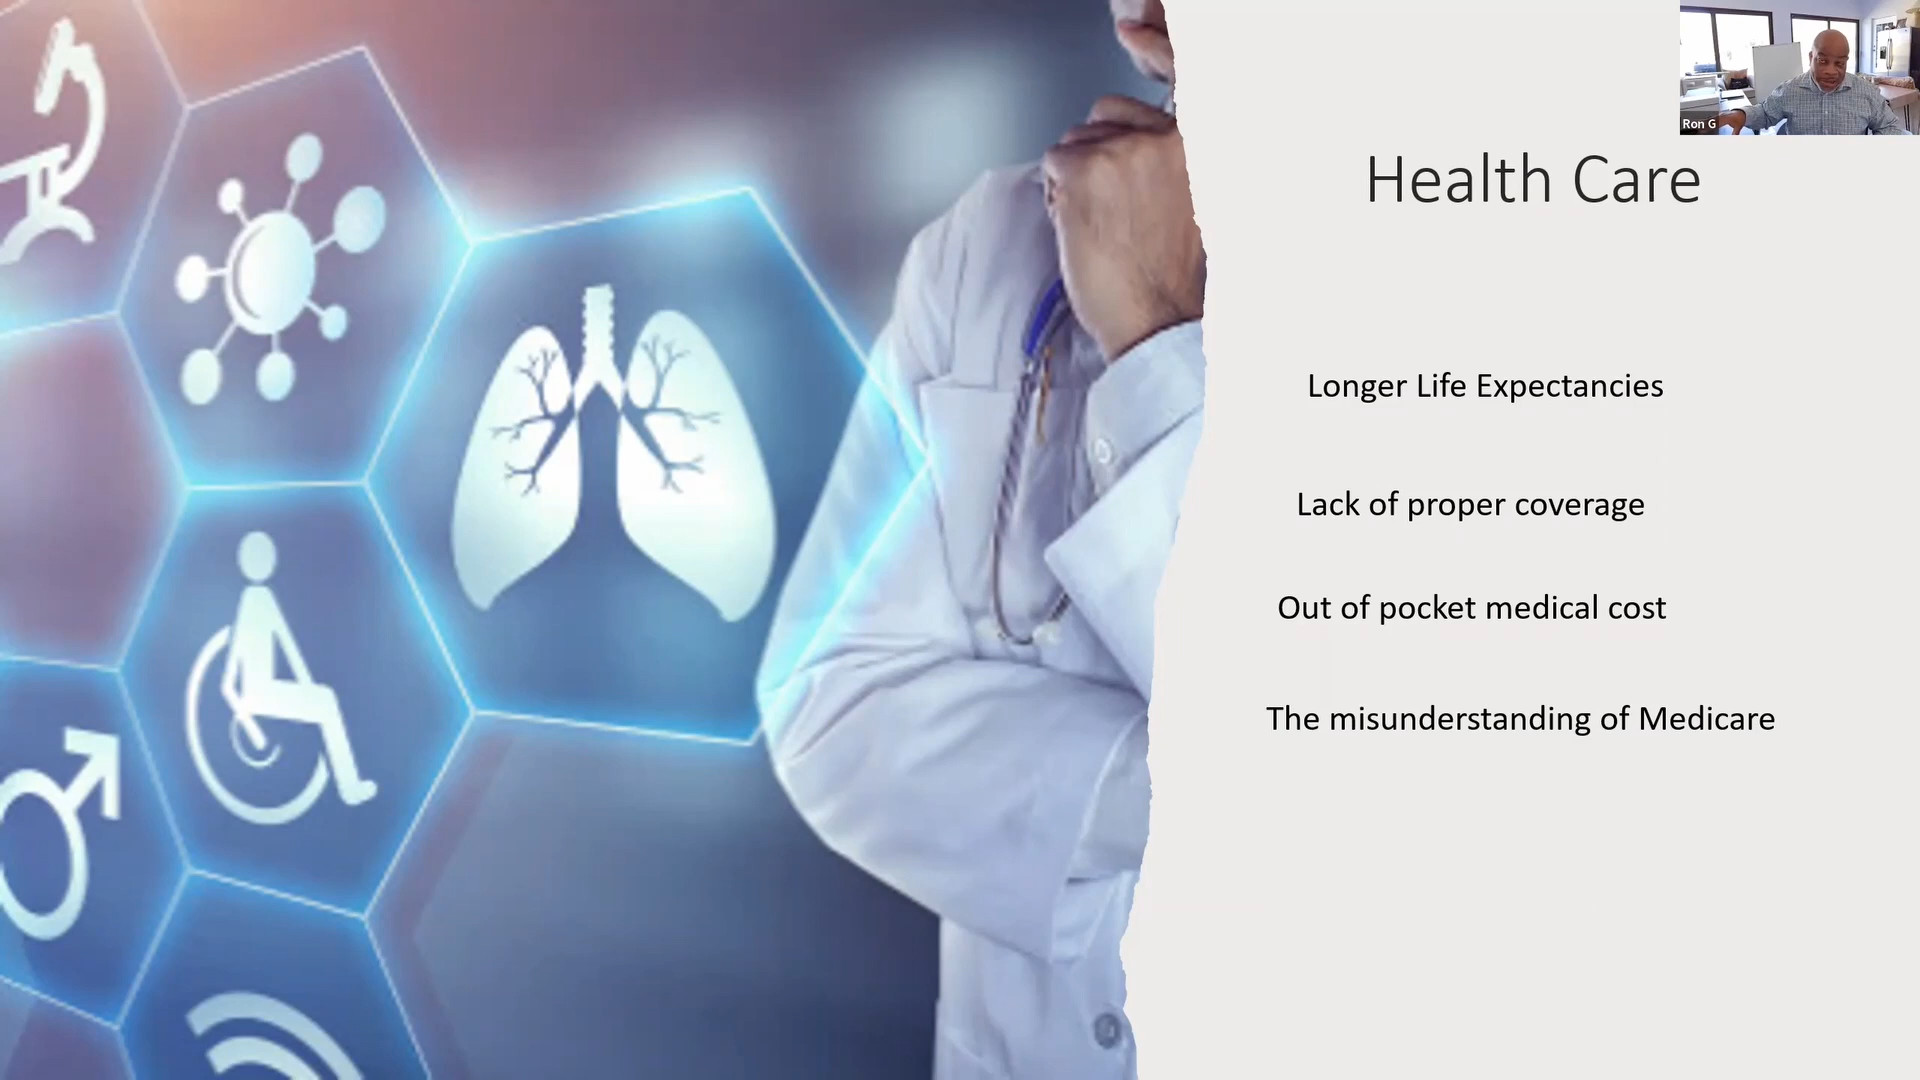 Ron G
Health Care
Longer Life Expectancies
Lack of proper coverage
Out of pocket medical cost
The misunderstanding of Medicare